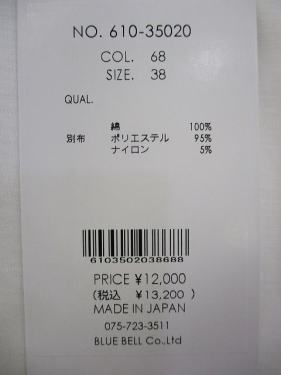 NO. 610-35020
COL. 68
SIZE. 38
QUAL.
綿 100%
別布 ポリエステル 95%
ナイロン 5%
6103502038688
PRICE ¥12,000
(税込 ¥13,200)
MADE IN JAPAN
075-723-3511
BLUE BELL Co.,Ltd